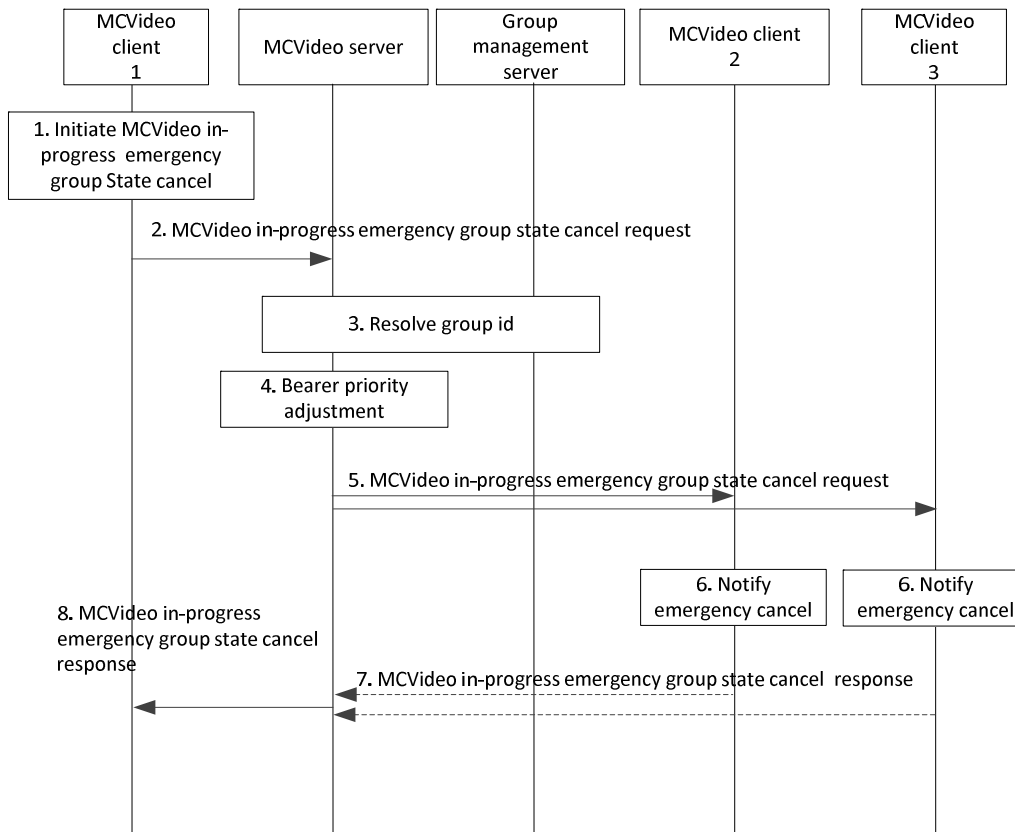 MCVideo
client
1
MCVideo server
Group
management
server
MCVideo client
2
MCVideo
client
3
1. Initiate MCVideo in-
progress emergency
group State cancel
2. MCVideo in-progress emergency group state cancel request
3. Resolve group id
4. Bearer priority
adjustment
5. MCVideo in-progress emergency group state cancel request
6. Notify
emergency cancel
6. Notify
emergency cancel
8. MCVideo in-progress
emergency group state cancel
response
7. MCVideo in-progress emergency group state cancel response